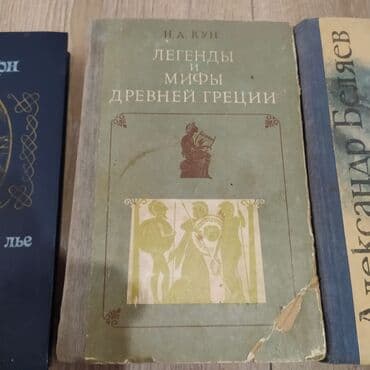 он
лье
Н.А. КУН
ЛЕГЕНДЫ
И
МИФЫ
ДРЕВНЕЙ ГРЕЦИИ
Александр Беляев